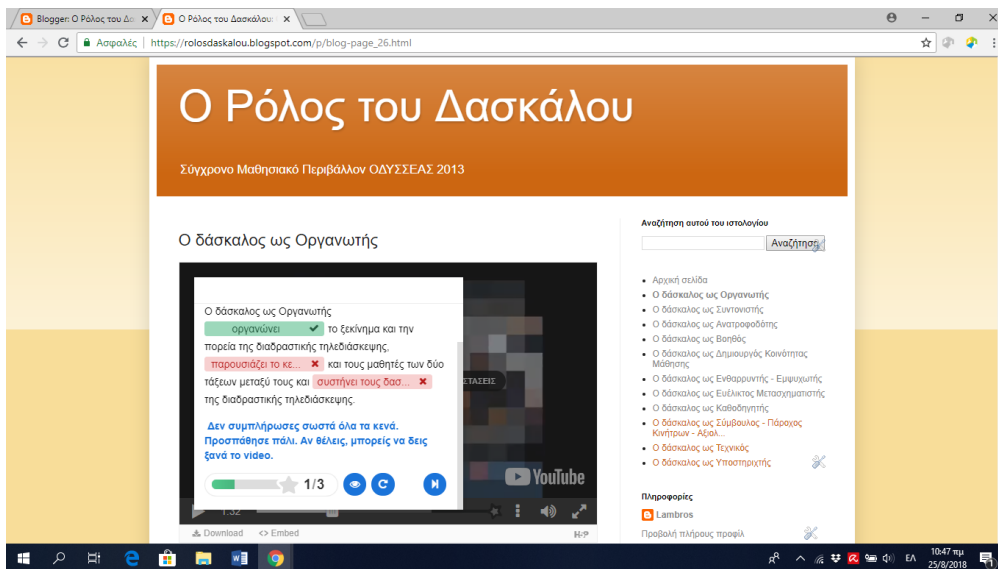 Blogger: Ο Ρόλος του Δα
Ο Ρόλος του Δασκάλου:
Ασφαλές
https://rolosdaskalou.blogspot.com/p/blog-page_26.html
Ο Ρόλος του Δασκάλου
Σύγχρονο Μαθησιακό Περιβάλλον ΟΔΥΣΣΕΑΣ 2013
Ο δάσκαλος ως Οργανωτής
Ο δάσκαλος ως Οργανωτής
οργανώνει το ξεκίνημα και την
πορεία της διαδραστικής τηλεδιάσκεψης,
παρουσιάζει το κε... και τους μαθητές των δύο
τάξεων μεταξύ τους και συστήνει τους δασ...
της διαδραστικής τηλεδιάσκεψης.
Δεν συμπλήρωσες σωστά όλα τα κενά.
Προσπάθησε πάλι. Αν θέλεις, μπορείς να δεις
ξανά το video.
1/3
ΣΤΑΣΕΙΣ
YouTube
1:32
Download
<> Embed
H5P
Αναζήτηση αυτού του ιστολογίου
Αναζήτηση
Αρχική σελίδα
Ο δάσκαλος ως Οργανωτής
Ο δάσκαλος ως Συντονιστής
Ο δάσκαλος ως Ανατροφοδότης
Ο δάσκαλος ως Βοηθός
Ο δάσκαλος ως Δημιουργός Κοινότητας
Μάθησης
Ο δάσκαλος ως Ενθαρρυντής - Εμψυχωτής
Ο δάσκαλος ως Ευέλικτος Μετασχηματιστής
Ο δάσκαλος ως Καθοδηγητής
Ο δάσκαλος ως Σύμβουλος - Πάροχος
Κινήτρων - Αξιολ...
Ο δάσκαλος ως Τεχνικός
Ο δάσκαλος ως Υποστηριχτής
Πληροφορίες
Lambros
Προβολή πλήρους προφίλ
ΕΛ
10:47 πμ
25/8/2018